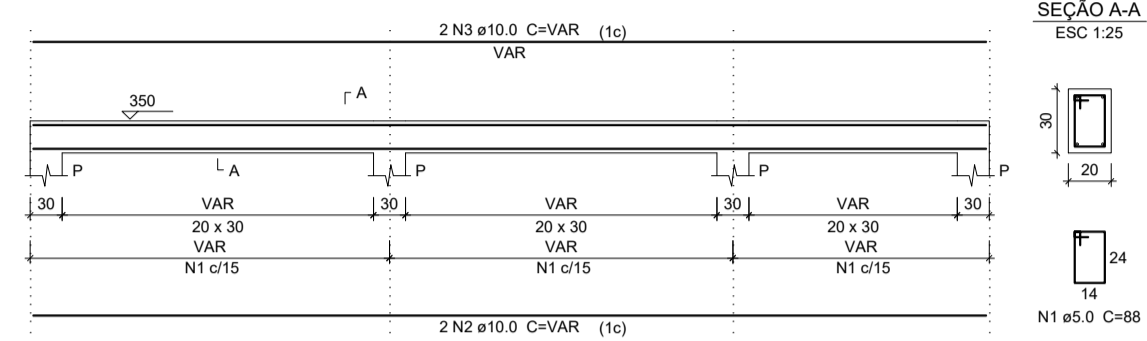 2 N3 ø10.0 C=VAR (1c)
VAR
350
A
A
P P P P
30 VAR 30 VAR 30 VAR 30
20 x 30 20 x 30 20 x 30
VAR VAR VAR
N1 c/15 N1 c/15 N1 c/15
2 N2 ø10.0 C=VAR (1c)
SEÇÃO A-A
ESC 1:25
30
20
24
14
N1 ø5.0 C=88